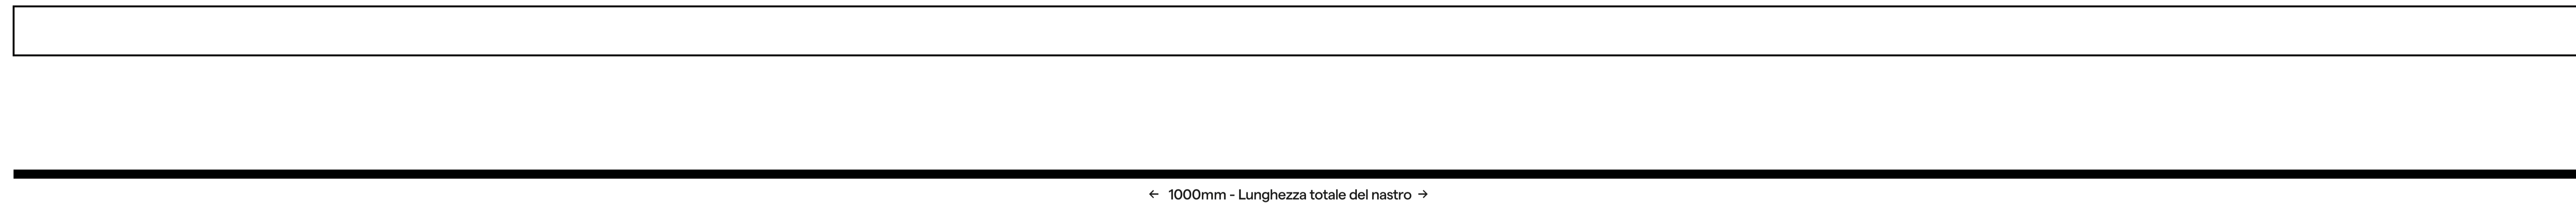 ← 1000mm - Lunghezza totale del nastro →